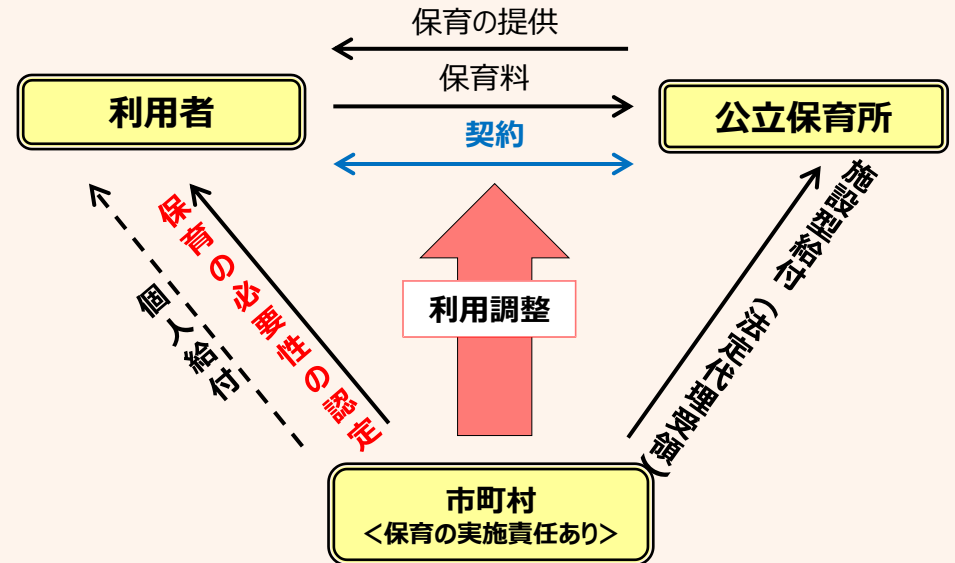 保育の提供
保育料
利用者
公立保育所
契約
保育の必要性の認定
個人給付
利用調整
施設型給付（法定代理受領）
市町村
＜保育の実施責任あり＞